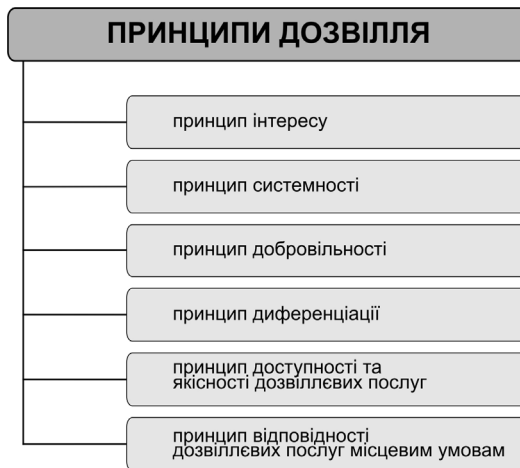 ПРИНЦИПИ ДОЗВІЛЛЯ
принцип інтересу
принцип системності
принцип добровільності
принцип диференціації
принцип доступності та
якісності дозвіллєвих послуг
принцип відповідності
дозвіллєвих послуг місцевим умовам